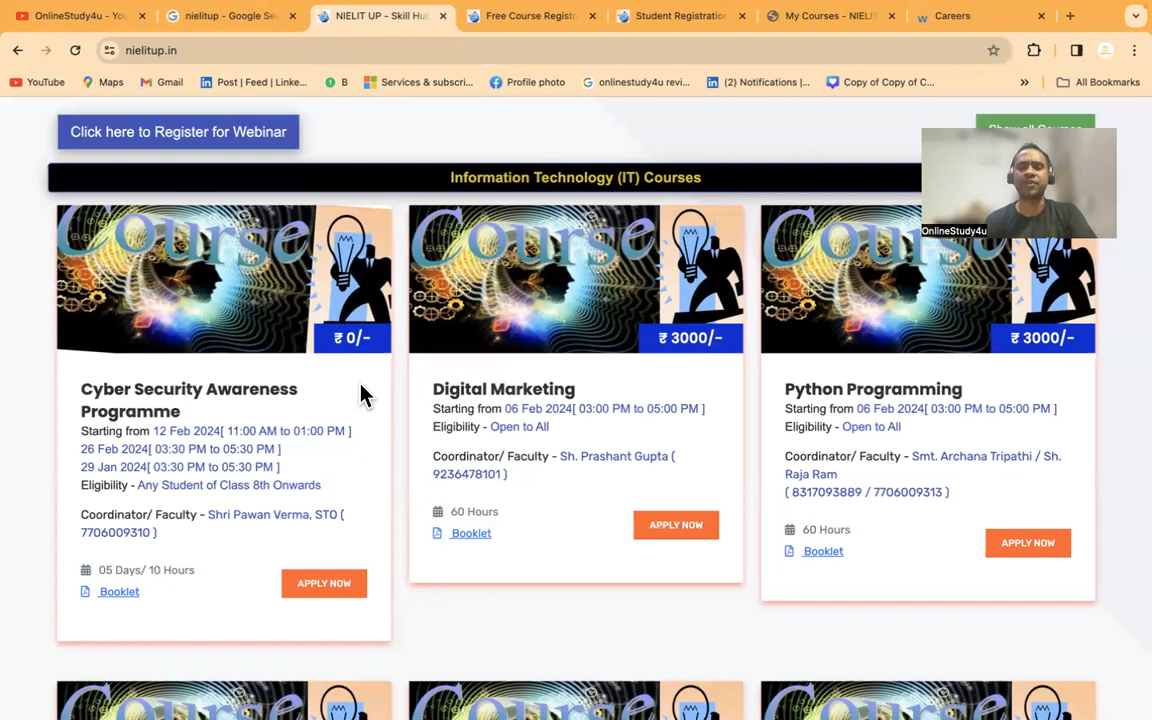 OnlineStudy4u - You
nielitup - Google Se
NIELIT UP - Skill Hu
Free Course Regist
Student Registratio
My Courses - NIELI
Careers
nielitup.in
YouTube
Maps
Gmail
Post | Feed | Linke...
B
Services & subscri...
Profile photo
onlinestudy4u revi...
(2) Notifications |...
Copy of Copy of C...
»
All Bookmarks
Click here to Register for Webinar
Show all Courses
Information Technology (IT) Courses
OnlineStudy4u
Course
₹ 0/-
Cyber Security Awareness
Programme
Starting from 12 Feb 2024[ 11:00 AM to 01:00 PM ]
26 Feb 2024[ 03:30 PM to 05:30 PM ]
29 Jan 2024[ 03:30 PM to 05:30 PM ]
Eligibility - Any Student of Class 8th Onwards
Coordinator/ Faculty - Shri Pawan Verma, STO (
7706009310 )
05 Days/ 10 Hours
Booklet
APPLY NOW
Course
₹ 3000/-
Digital Marketing
Starting from 06 Feb 2024[ 03:00 PM to 05:00 PM ]
Eligibility - Open to All
Coordinator/ Faculty - Sh. Prashant Gupta (
9236478101 )
60 Hours
Booklet
APPLY NOW
Course
₹ 3000/-
Python Programming
Starting from 06 Feb 2024[ 03:00 PM to 05:00 PM ]
Eligibility - Open to All
Coordinator/ Faculty - Smt. Archana Tripathi / Sh.
Raja Ram
( 8317093889 / 7706009313 )
60 Hours
Booklet
APPLY NOW
Course
Course
Course